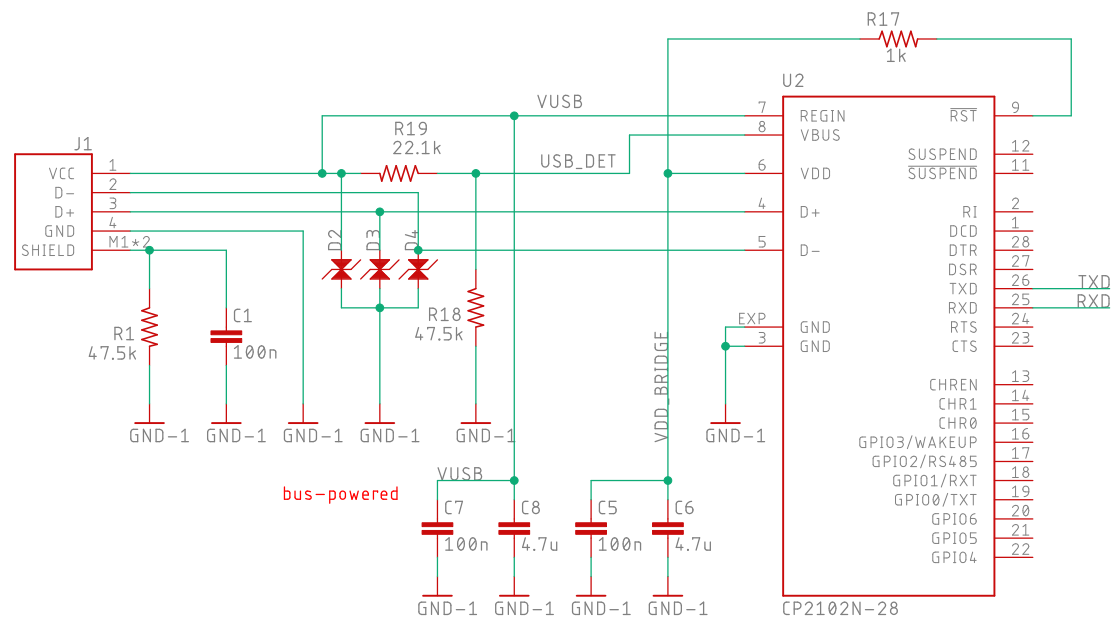 R17
1k
U2
VUSB
7
REGIN
RST
9
R19
22.1k
8
VBUS
J1
USB_DET
SUSPEND
12
VCC
1
6
VDD
SUSPEND
11
D-
2
D+
3
4
D+
RI
2
GND
4
DCD
1
SHIELD
M1*2
D2
D3
D4
5
D-
DTR
28
DSR
27
TXD
26
TXD
RXD
25
RXD
C1
R18
47.5k
EXP
GND
RTS
24
R1
47.5k
100n
3
GND
CTS
23
VDD_BRIDGE
CHREN
13
CHR1
14
CHR0
15
GND-1
GND-1
GND-1
GND-1
GND-1
GND-1
GPIO3/WAKEUP
16
GPIO2/RS485
17
VUSB
GPIO1/RXT
18
bus-powered
GPIO0/TXT
19
C7
C8
C5
C6
GPIO6
20
GPIO5
21
100n
4.7u
100n
4.7u
GPIO4
22
GND-1
GND-1
GND-1
GND-1
CP2102N-28